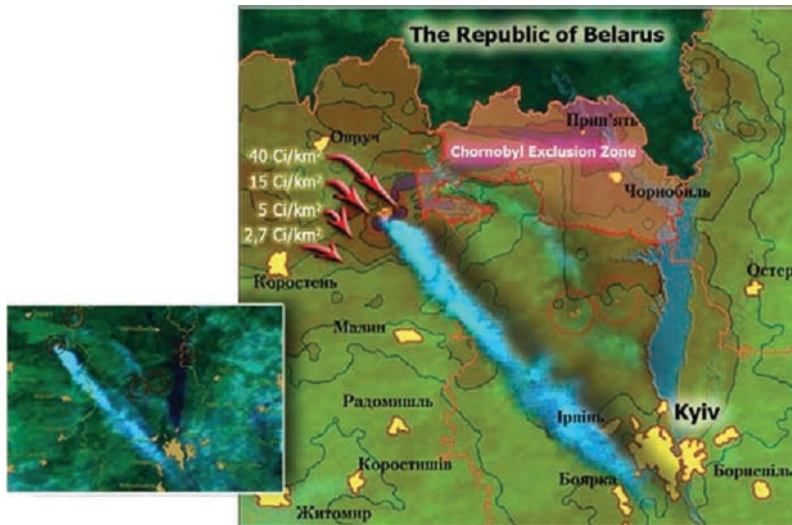 The Republic of Belarus
Прип'ять
Овруч
40 Ci/km²
Chornobyl Exclusion Zone
15 Ci/km²
Чорнобиль
5 Ci/km²
2,7 Ci/km²
Коростень
Остер
Малин
Радомишль
Ірпінь
Kyiv
Коростишів
Боярка
Бориспіль
Житомир